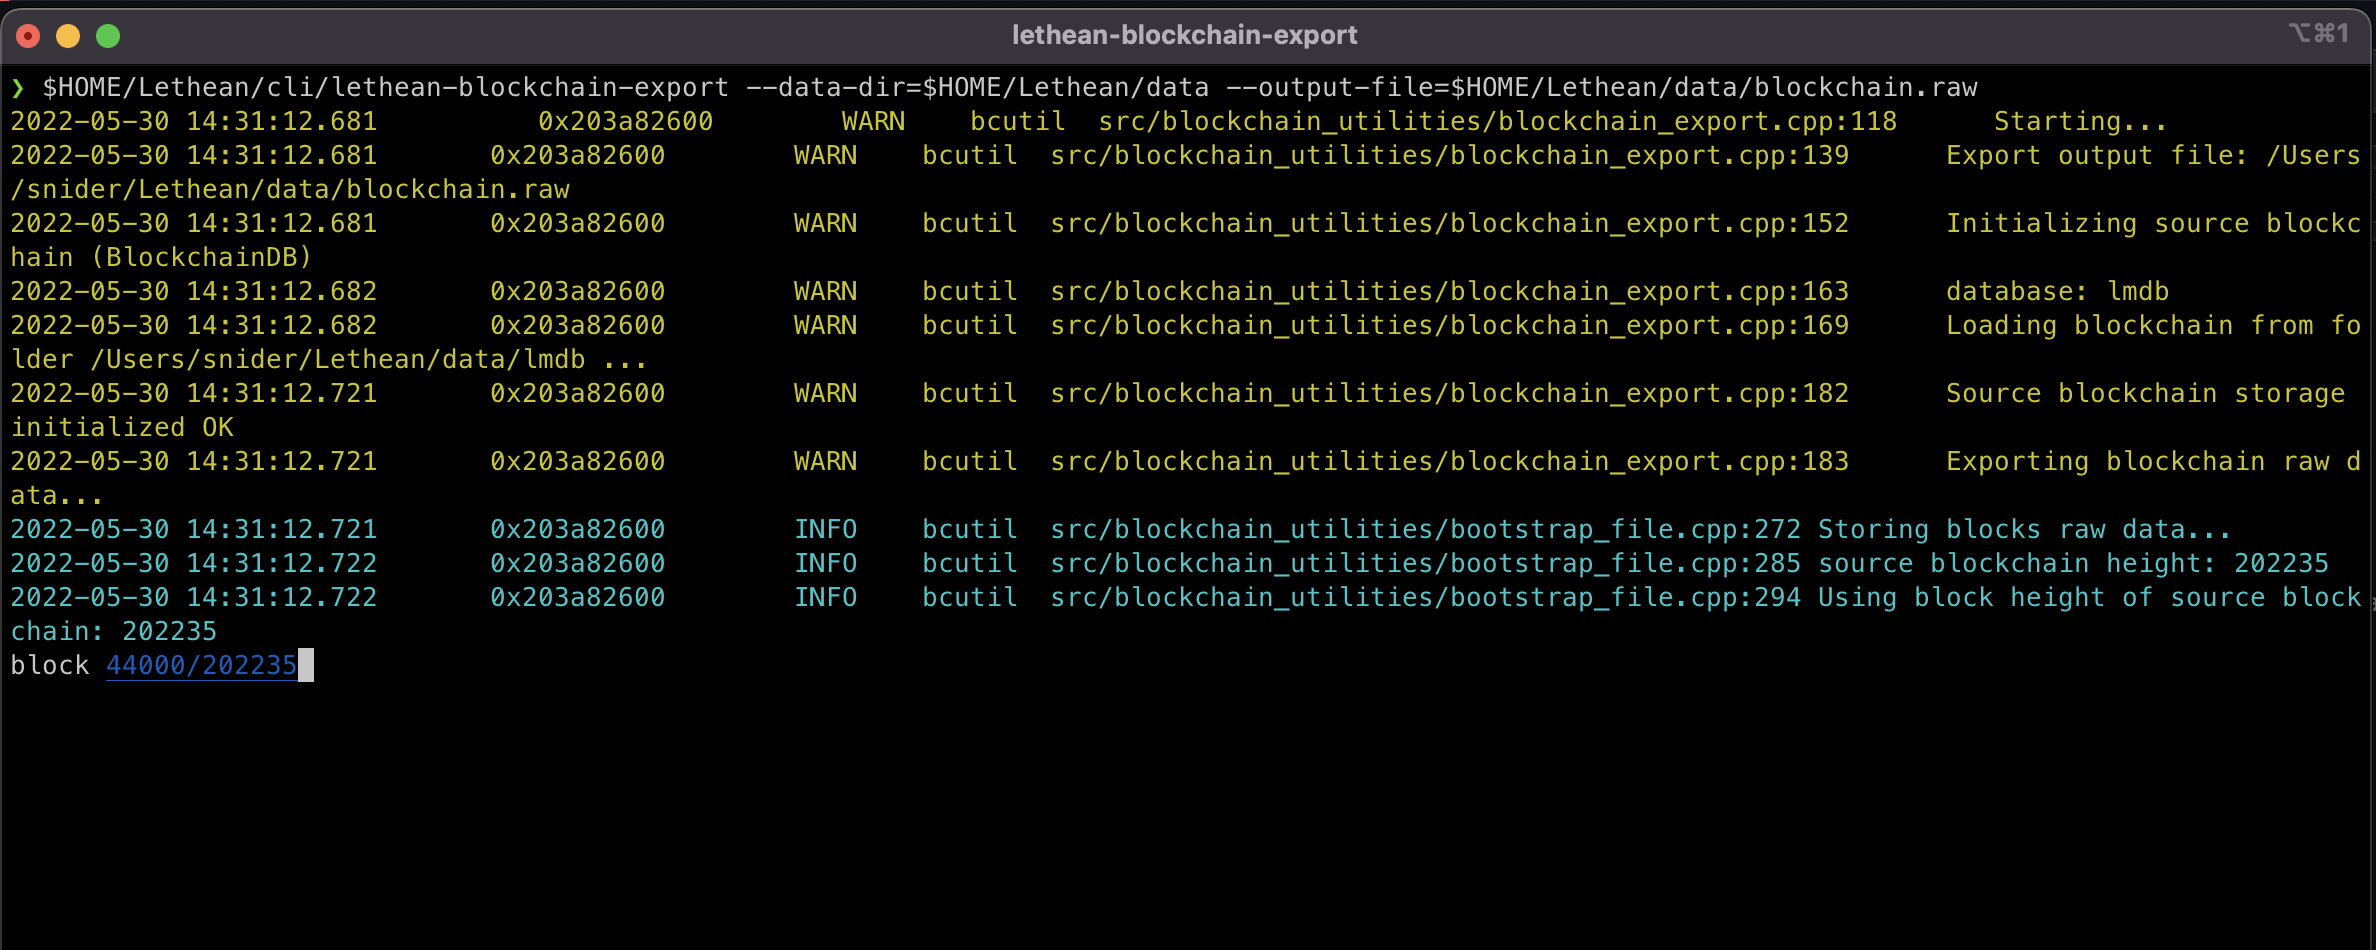 lethean-blockchain-export
⌥⌘1
❯ $HOME/Lethean/cli/lethean-blockchain-export --data-dir=$HOME/Lethean/data --output-file=$HOME/Lethean/data/blockchain.raw
2022-05-30 14:31:12.681 0x203a82600 WARN bcutil src/blockchain_utilities/blockchain_export.cpp:118 Starting...
2022-05-30 14:31:12.681 0x203a82600 WARN bcutil src/blockchain_utilities/blockchain_export.cpp:139 Export output file: /Users
/snider/Lethean/data/blockchain.raw
2022-05-30 14:31:12.681 0x203a82600 WARN bcutil src/blockchain_utilities/blockchain_export.cpp:152 Initializing source blockc
hain (BlockchainDB)
2022-05-30 14:31:12.682 0x203a82600 WARN bcutil src/blockchain_utilities/blockchain_export.cpp:163 database: lmdb
2022-05-30 14:31:12.682 0x203a82600 WARN bcutil src/blockchain_utilities/blockchain_export.cpp:169 Loading blockchain from fo
lder /Users/snider/Lethean/data/lmdb ...
2022-05-30 14:31:12.721 0x203a82600 WARN bcutil src/blockchain_utilities/blockchain_export.cpp:182 Source blockchain storage
initialized OK
2022-05-30 14:31:12.721 0x203a82600 WARN bcutil src/blockchain_utilities/blockchain_export.cpp:183 Exporting blockchain raw d
ata...
2022-05-30 14:31:12.721 0x203a82600 INFO bcutil src/blockchain_utilities/bootstrap_file.cpp:272 Storing blocks raw data...
2022-05-30 14:31:12.722 0x203a82600 INFO bcutil src/blockchain_utilities/bootstrap_file.cpp:285 source blockchain height: 202235
2022-05-30 14:31:12.722 0x203a82600 INFO bcutil src/blockchain_utilities/bootstrap_file.cpp:294 Using block height of source block
chain: 202235
block 44000/202235